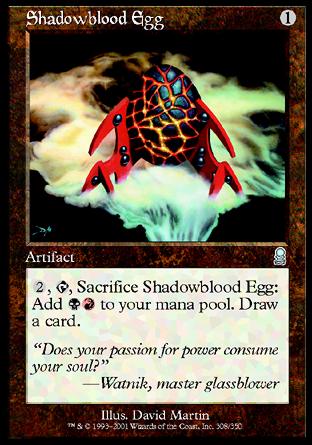 Shadowblood Egg 1
Artifact
2, , Sacrifice Shadowblood Egg:
Add to your mana pool. Draw
a card.
“Does your passion for power consume
your soul?”
—Watnik, master glassblower
Illus. David Martin
™ & © 1993–2001 Wizards of the Coast, Inc. 308/350